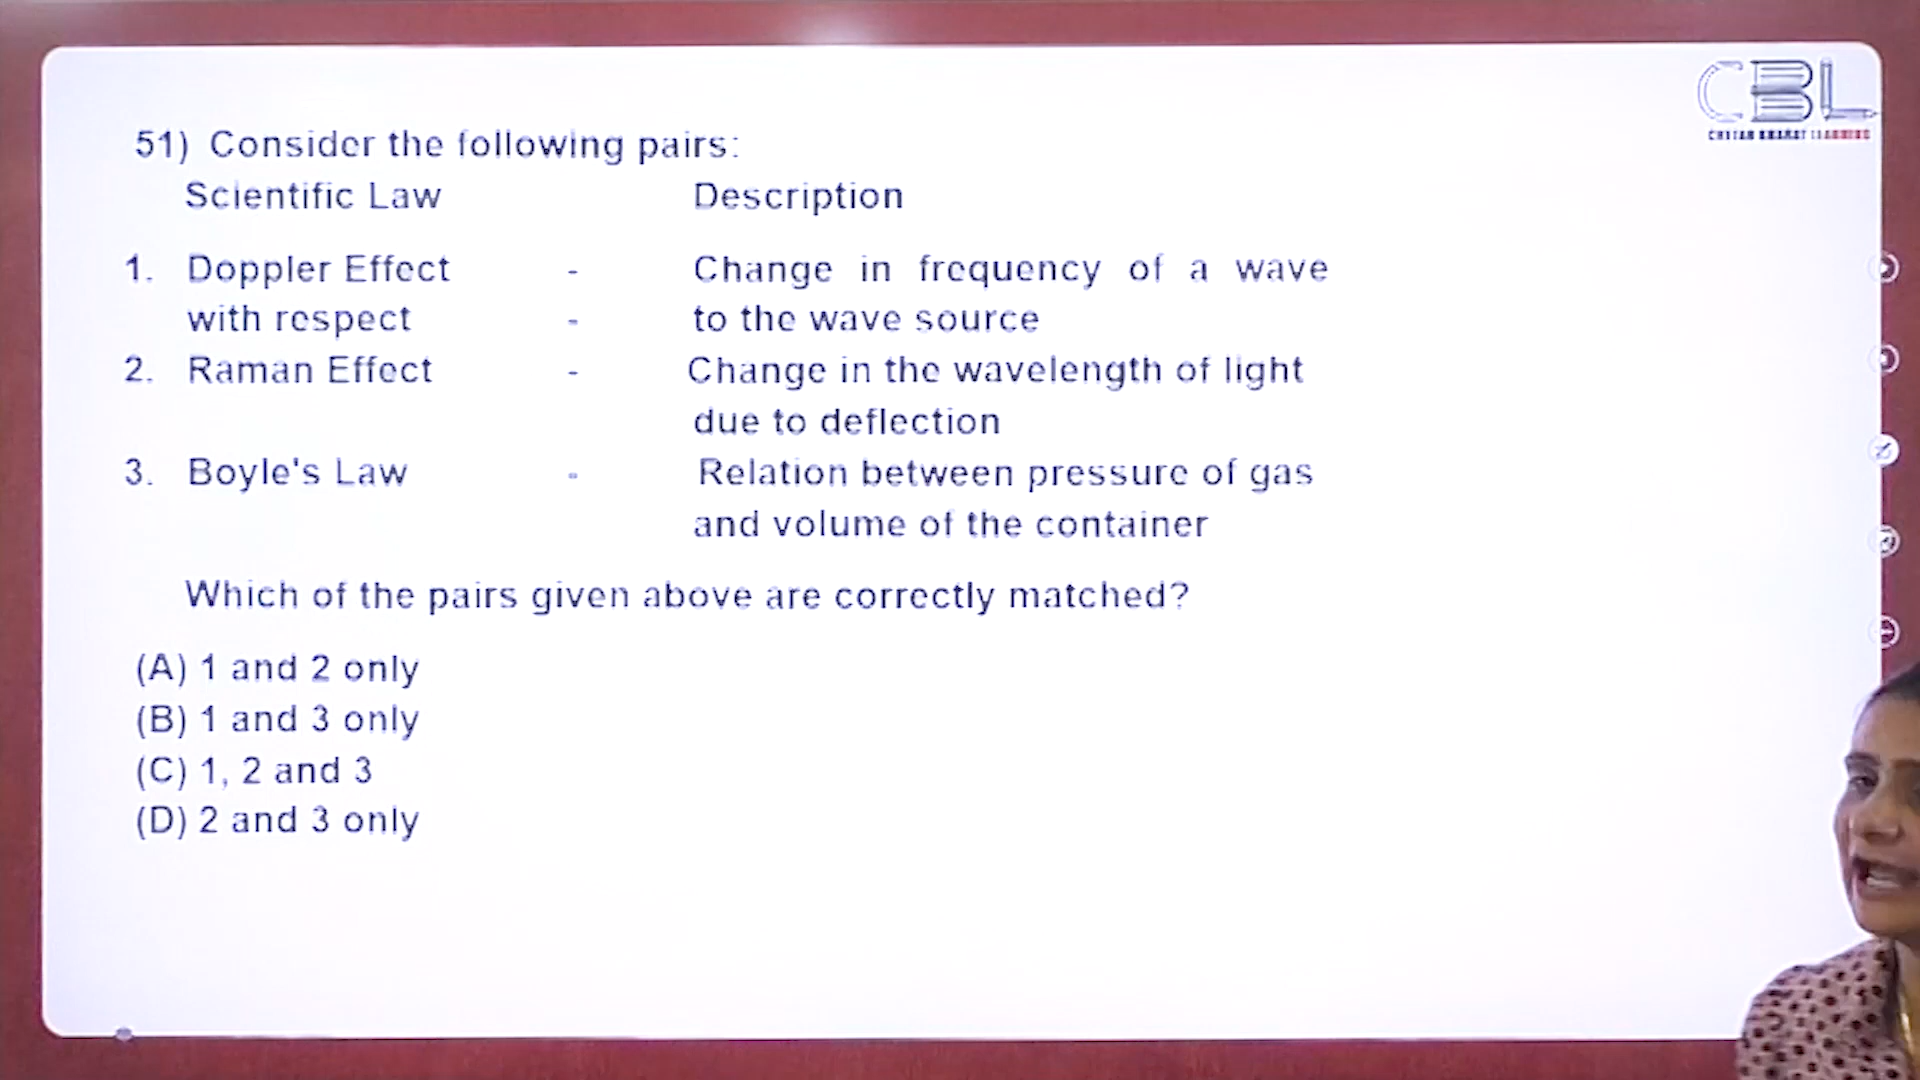 CBL
CHETAN BHARAT LEARNING
51) Consider the following pairs:
Scientific Law Description
1. Doppler Effect - Change in frequency of a wave
with respect - to the wave source
2. Raman Effect - Change in the wavelength of light
due to deflection
3. Boyle's Law - Relation between pressure of gas
and volume of the container
Which of the pairs given above are correctly matched?
(A) 1 and 2 only
(B) 1 and 3 only
(C) 1, 2 and 3
(D) 2 and 3 only